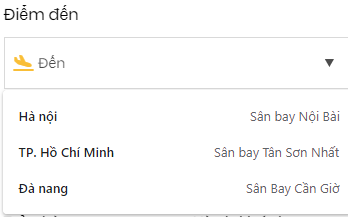 Điểm đến
Đến
Hà nội Sân bay Nội Bài
TP. Hồ Chí Minh Sân bay Tân Sơn Nhất
Đà nang Sân Bay Cần Giờ